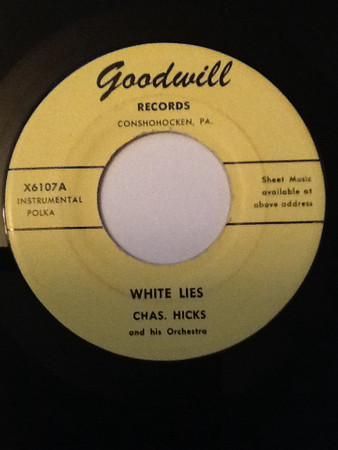 Goodwill
RECORDS
CONSHOHOCKEN, PA.
X6107A
INSTRUMENTAL
POLKA
Sheet Music
available at
above address
WHITE LIES
CHAS. HICKS
and his Orchestra